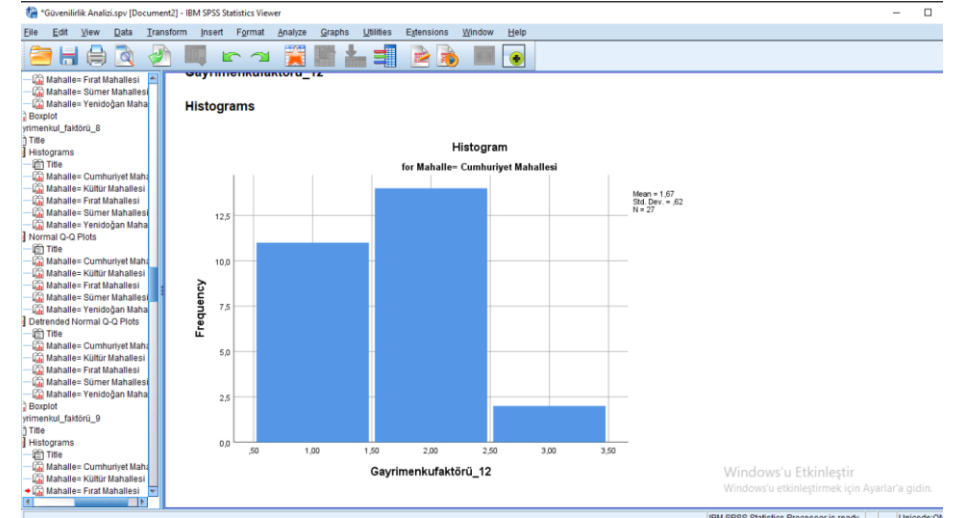 *Güvenilirlik Analizi.spv [Document2] - IBM SPSS Statistics Viewer
File Edit View Data Transform Insert Format Analyze Graphs Utilities Extensions Window Help
Mahalle= Fırat Mahallesi
Mahalle= Sümer Mahallesi
Mahalle= Yenidoğan Maha
Boxplot
yrimenkul_faktörü_8
Title
Histograms
Title
Mahalle= Cumhuriyet Maha
Mahalle= Kültür Mahallesi
Mahalle= Fırat Mahallesi
Mahalle= Sümer Mahallesi
Mahalle= Yenidoğan Maha
Normal Q-Q Plots
Title
Mahalle= Cumhuriyet Maha
Mahalle= Kültür Mahallesi
Mahalle= Fırat Mahallesi
Mahalle= Sümer Mahallesi
Mahalle= Yenidoğan Maha
Detrended Normal Q-Q Plots
Title
Mahalle= Cumhuriyet Maha
Mahalle= Kültür Mahallesi
Mahalle= Fırat Mahallesi
Mahalle= Sümer Mahallesi
Mahalle= Yenidoğan Maha
Boxplot
yrimenkul_faktörü_9
Title
Histograms
Title
Mahalle= Cumhuriyet Maha
Mahalle= Kültür Mahallesi
Mahalle= Fırat Mahallesi
Gayrimenkufaktörü_12
Histograms
Histogram
for Mahalle= Cumhuriyet Mahallesi
Mean = 1,67
Std. Dev. = ,62
N = 27
Frequency
12,5
10,0
7,5
5,0
2,5
0,0
,50 1,00 1,50 2,00 2,50 3,00 3,50
Gayrimenkufaktörü_12
Windows'u Etkinleştir
Windows'u etkinleştirmek için Ayarlar'a gidin.
IBM SPSS Statistics Processor is ready Unicode:ON